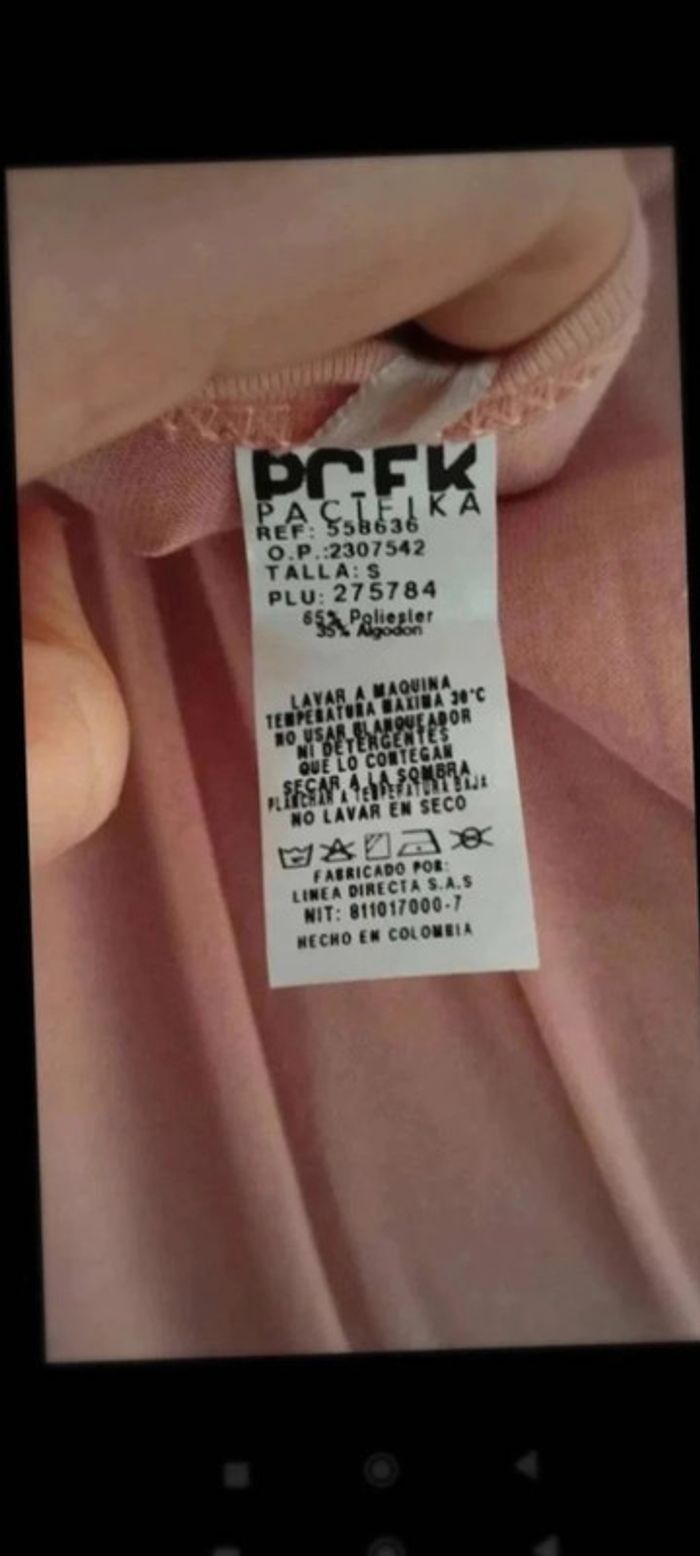 PCFK
PACIFIKA
REF: 558636
O.P.:2307542
TALLA: S
PLU: 275784
65% Poliester
35% Algodon
LAVAR A MAQUINA
TEMPERATURA MAXIMA 30°C
NO USAR BLANQUEADOR
NI DETERGENTES
QUE LO CONTEGAN
SECAR A LA SOMBRA
PLANCHAR A TEMPERATURA BAJA
NO LAVAR EN SECO
FABRICADO POR:
LINEA DIRECTA S.A.S
NIT: 811017000-7
HECHO EN COLOMBIA